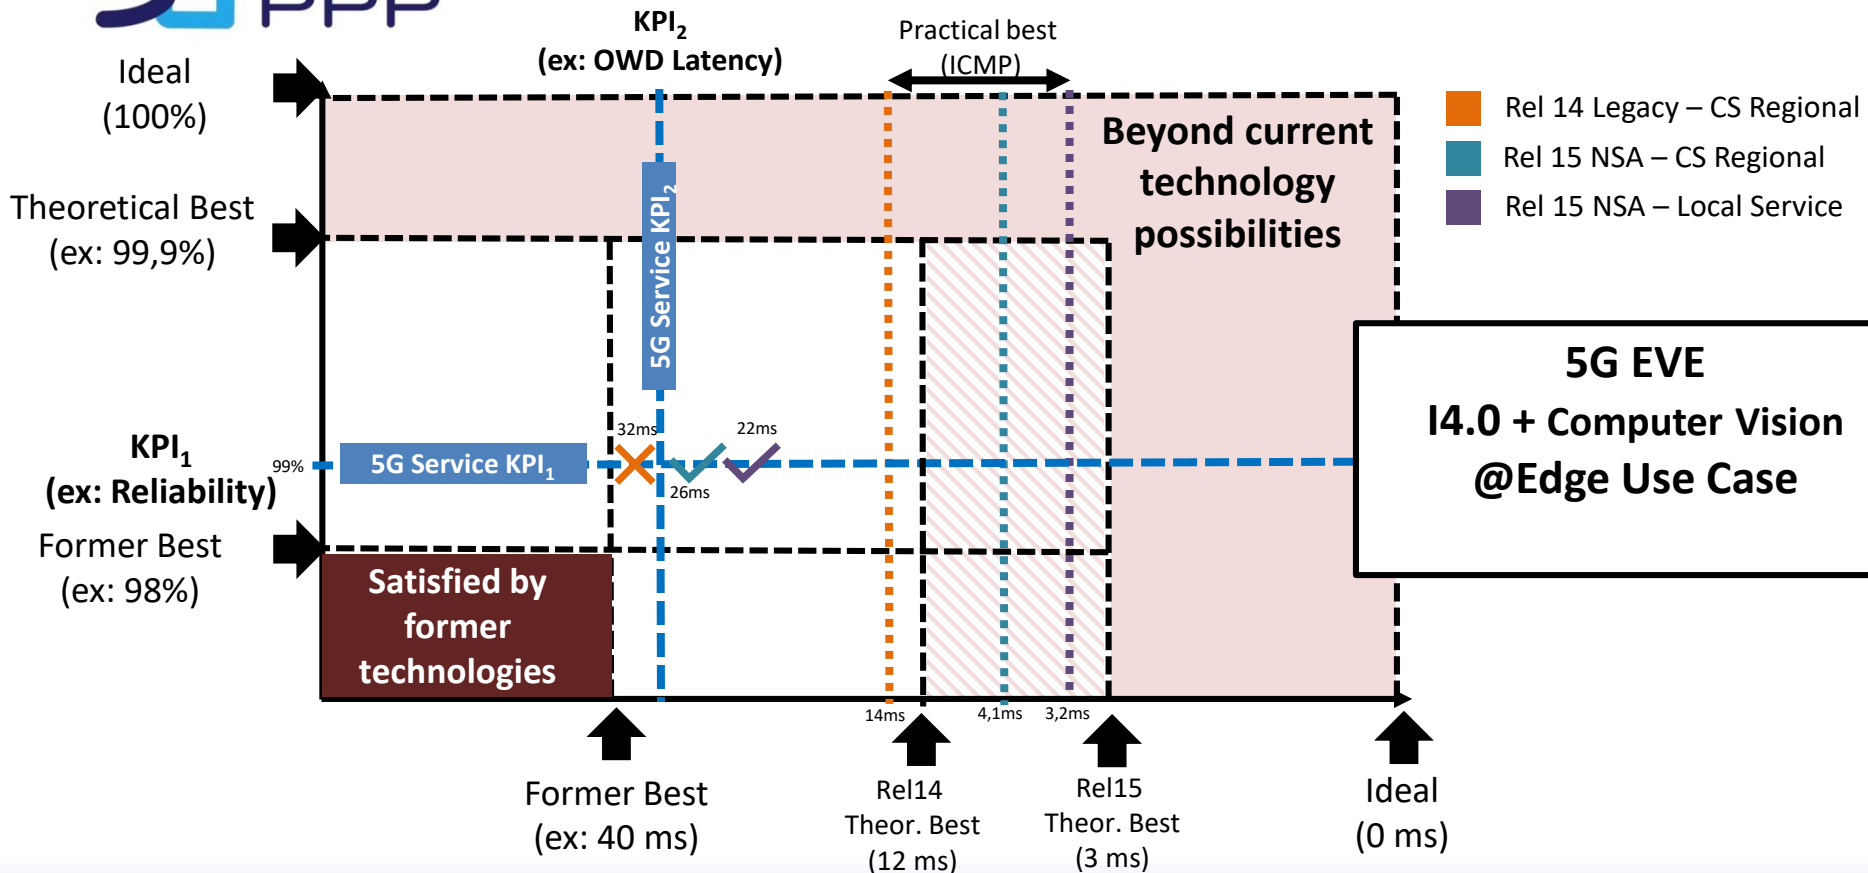 PPP
KPI2
(ex: OWD Latency)
Practical best
(ICMP)
Ideal
(100%)
Theoretical Best
(ex: 99,9%)
KPI1
(ex: Reliability)
99%
Former Best
(ex: 98%)
5G Service KPI2
5G Service KPI1
32ms
26ms
22ms
Beyond current
technology
possibilities
Satisfied by
former
technologies
Rel 14 Legacy – CS Regional
Rel 15 NSA – CS Regional
Rel 15 NSA – Local Service
5G EVE
I4.0 + Computer Vision
@Edge Use Case
14ms
4,1ms
3,2ms
Former Best
(ex: 40 ms)
Rel14
Theor. Best
(12 ms)
Rel15
Theor. Best
(3 ms)
Ideal
(0 ms)